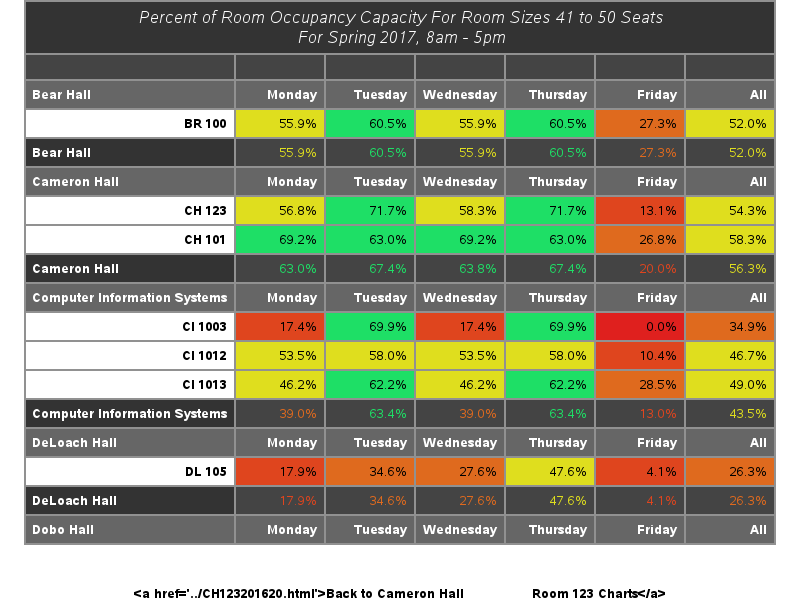 Percent of Room Occupancy Capacity For Room Sizes 41 to 50 Seats
For Spring 2017, 8am - 5pm
Bear Hall Monday Tuesday Wednesday Thursday Friday All
BR 100 55.9% 60.5% 55.9% 60.5% 27.3% 52.0%
Bear Hall 55.9% 60.5% 55.9% 60.5% 27.3% 52.0%
Cameron Hall Monday Tuesday Wednesday Thursday Friday All
CH 123 56.8% 71.7% 58.3% 71.7% 13.1% 54.3%
CH 101 69.2% 63.0% 69.2% 63.0% 26.8% 58.3%
Cameron Hall 63.0% 67.4% 63.8% 67.4% 20.0% 56.3%
Computer Information Systems Monday Tuesday Wednesday Thursday Friday All
CI 1003 17.4% 69.9% 17.4% 69.9% 0.0% 34.9%
CI 1012 53.5% 58.0% 53.5% 58.0% 10.4% 46.7%
CI 1013 46.2% 62.2% 46.2% 62.2% 28.5% 49.0%
Computer Information Systems 39.0% 63.4% 39.0% 63.4% 13.0% 43.5%
DeLoach Hall Monday Tuesday Wednesday Thursday Friday All
DL 105 17.9% 34.6% 27.6% 47.6% 4.1% 26.3%
DeLoach Hall 17.9% 34.6% 27.6% 47.6% 4.1% 26.3%
Dobo Hall Monday Tuesday Wednesday Thursday Friday All
<a href='../CH123201620.html'>Back to Cameron Hall Room 123 Charts</a>